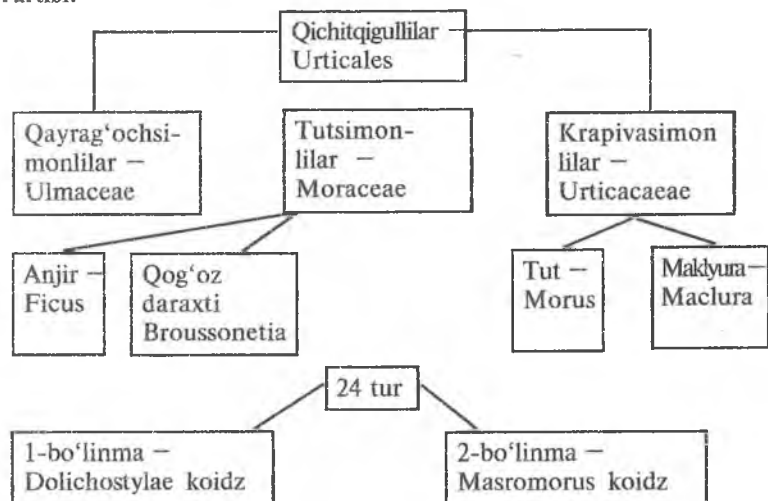 Qichitqigullilar —
Urticales
Qayrag‘ochsi-
monlilar —
Ulmaceae
Tutsimon-
lilar —
Moraceae
Krapivasimon
lilar —
Urticacaeae
Anjir —
Ficus
Qog‘oz
daraxti
Broussonetia
Tut —
Morus
Maklyura—
Maclura
24 tur
1-bo‘linma —
Dolichostylae koidz
2-bo‘linma —
Masromorus koidz